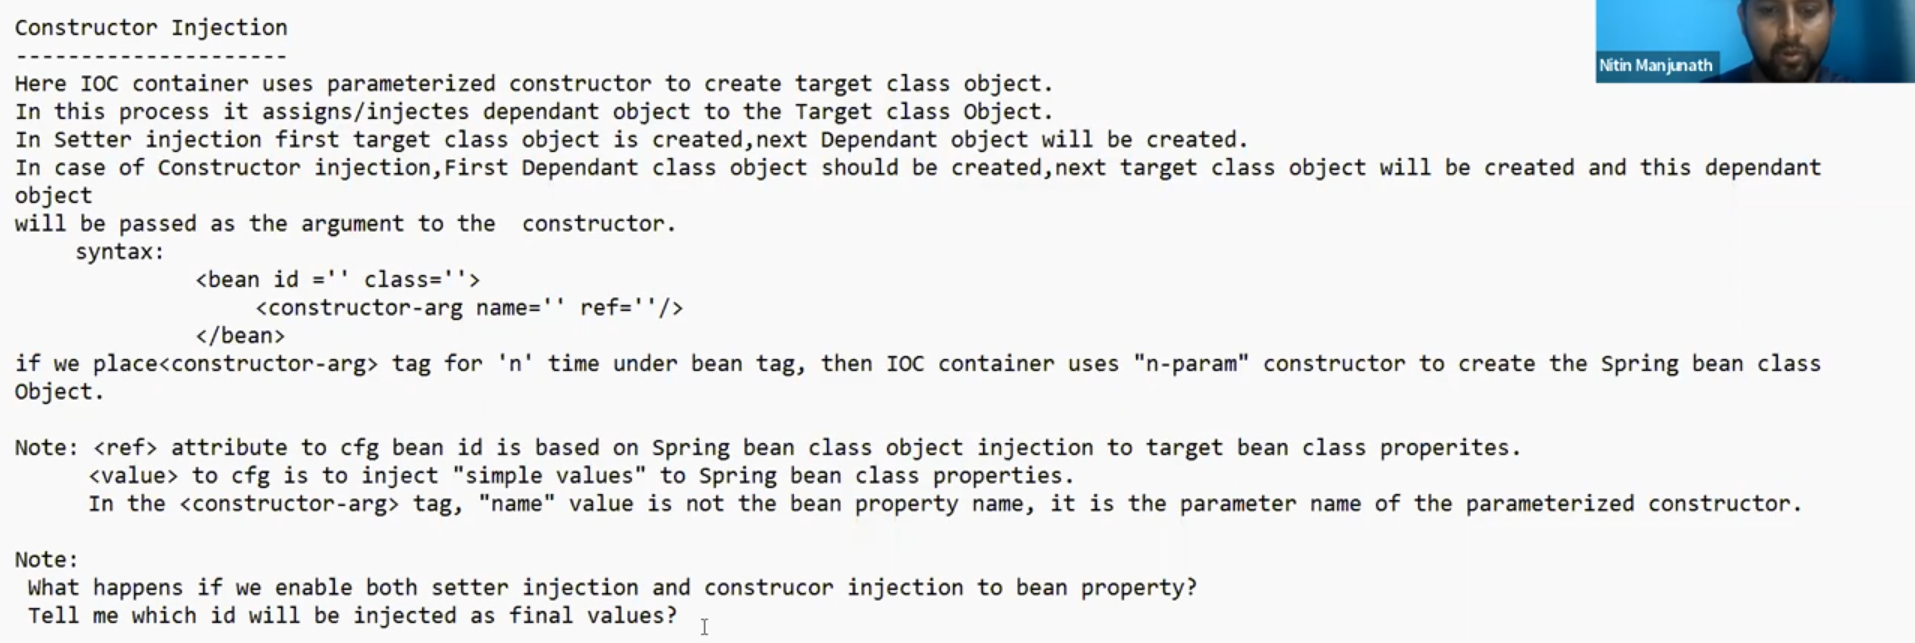 Constructor Injection
---------------------
Here IOC container uses parameterized constructor to create target class object.
In this process it assigns/injectes dependant object to the Target class Object.
In Setter injection first target class object is created,next Dependant object will be created.
In case of Constructor injection,First Dependant class object should be created,next target class object will be created and this dependant
object
will be passed as the argument to the  constructor.
syntax:
<bean id ='' class=''>
<constructor-arg name='' ref=''/>
</bean>
if we place<constructor-arg> tag for 'n' time under bean tag, then IOC container uses "n-param" constructor to create the Spring bean class
Object.
Note: <ref> attribute to cfg bean id is based on Spring bean class object injection to target bean class properites.
<value> to cfg is to inject "simple values" to Spring bean class properties.
In the <constructor-arg> tag, "name" value is not the bean property name, it is the parameter name of the parameterized constructor.
Note:
What happens if we enable both setter injection and construcor injection to bean property?
Tell me which id will be injected as final values?
Nitin Manjunath